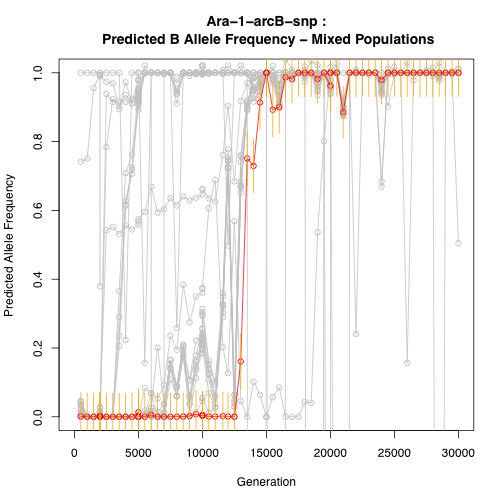 Ara−1−arcB−snp :
Predicted B Allele Frequency − Mixed Populations
Predicted Allele Frequency
1.0
0.8
0.6
0.4
0.2
0.0
0 5000 10000 15000 20000 25000 30000
Generation